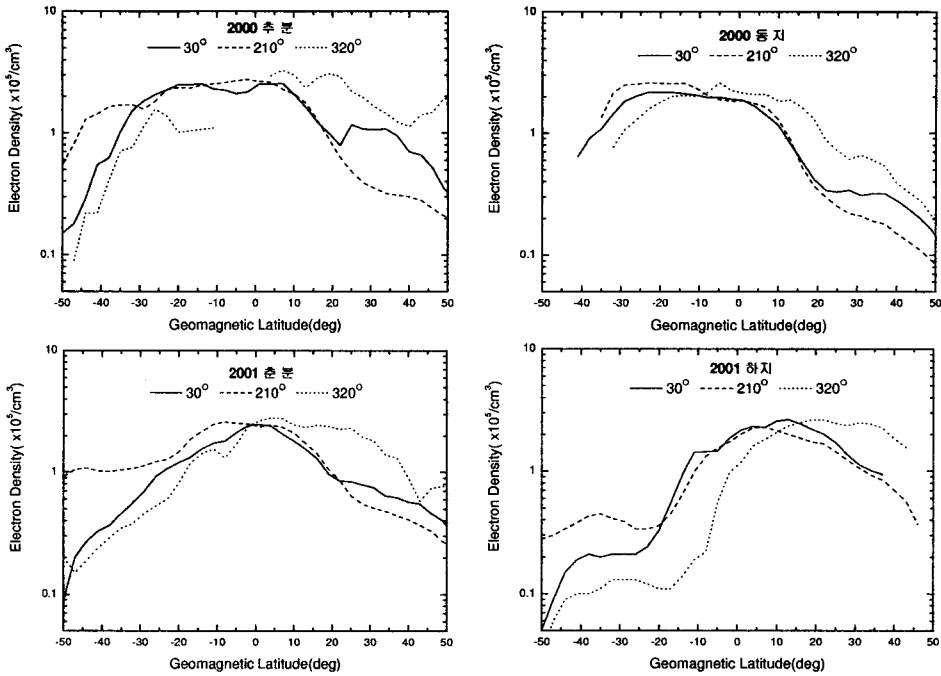 2000 추 분
30° 210° 320°
Electron Density( x10⁵/cm³)
10
1
0.1
-50 -40 -30 -20 -10 0 10 20 30 40 50
Geomagnetic Latitude(deg)
2000 동 지
30° 210° 320°
Electron Density( x10⁵/cm³)
10
1
0.1
-50 -40 -30 -20 -10 0 10 20 30 40 50
Geomagnetic Latitude(deg)
2001 춘 분
30° 210° 320°
Electron Density( x10⁵/cm³)
10
1
0.1
-50 -40 -30 -20 -10 0 10 20 30 40 50
Geomagnetic Latitude(deg)
2001 하 지
30° 210° 320°
Electron Density( x10⁵/cm³)
10
1
0.1
-50 -40 -30 -20 -10 0 10 20 30 40 50
Geomagnetic Latitude(deg)